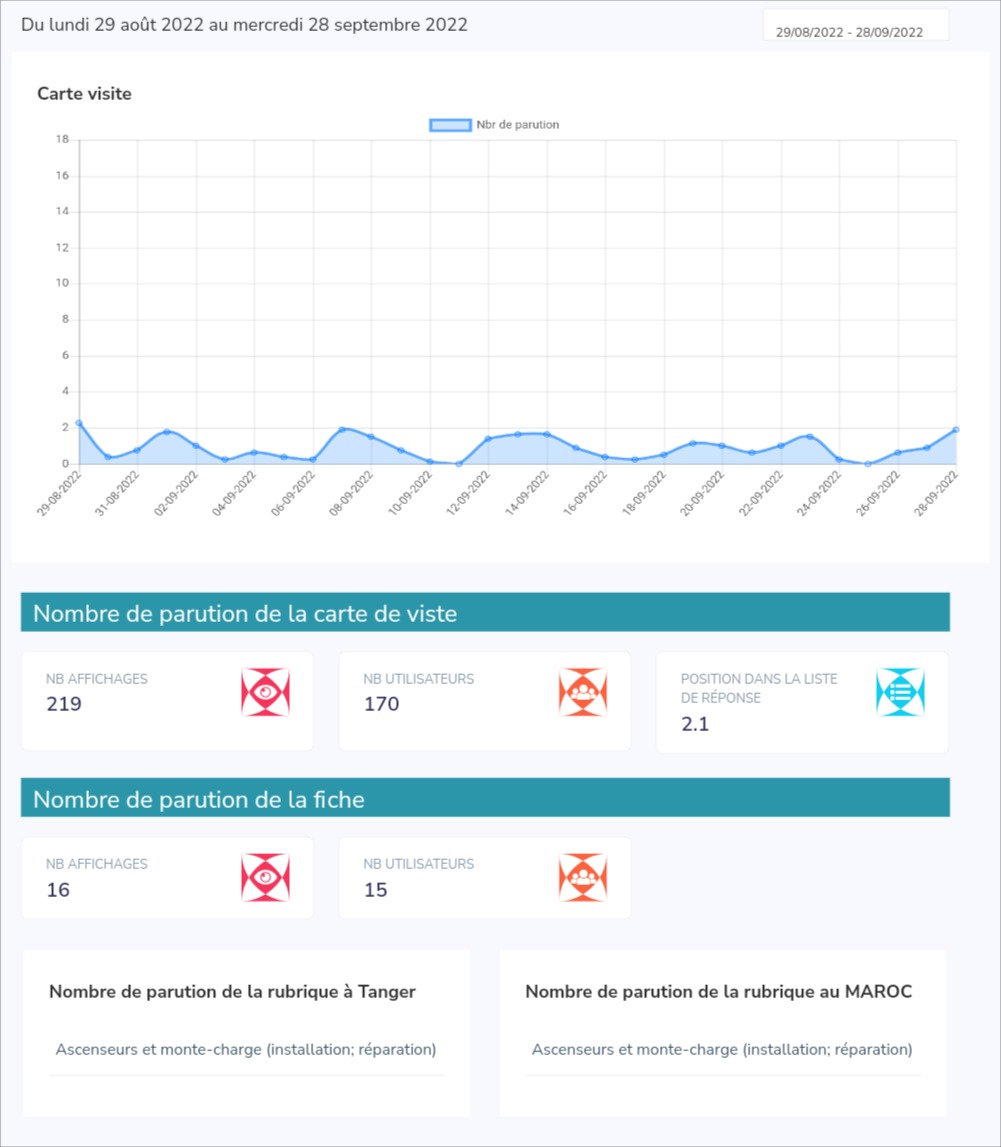 Du lundi 29 août 2022 au mercredi 28 septembre 2022
29/08/2022 - 28/09/2022
Carte visite
Nbr de parution
18
16
14
12
10
8
6
4
2
0
29-08-2022 31-08-2022 02-09-2022 04-09-2022 06-09-2022 08-09-2022 10-09-2022 12-09-2022 14-09-2022 16-09-2022 18-09-2022 20-09-2022 22-09-2022 24-09-2022 26-09-2022 28-09-2022
Nombre de parution de la carte de viste
NB AFFICHAGES
219
NB UTILISATEURS
170
POSITION DANS LA LISTE
DE RÉPONSE
2.1
Nombre de parution de la fiche
NB AFFICHAGES
16
NB UTILISATEURS
15
Nombre de parution de la rubrique à Tanger
Ascenseurs et monte-charge (installation; réparation)
Nombre de parution de la rubrique au MAROC
Ascenseurs et monte-charge (installation; réparation)